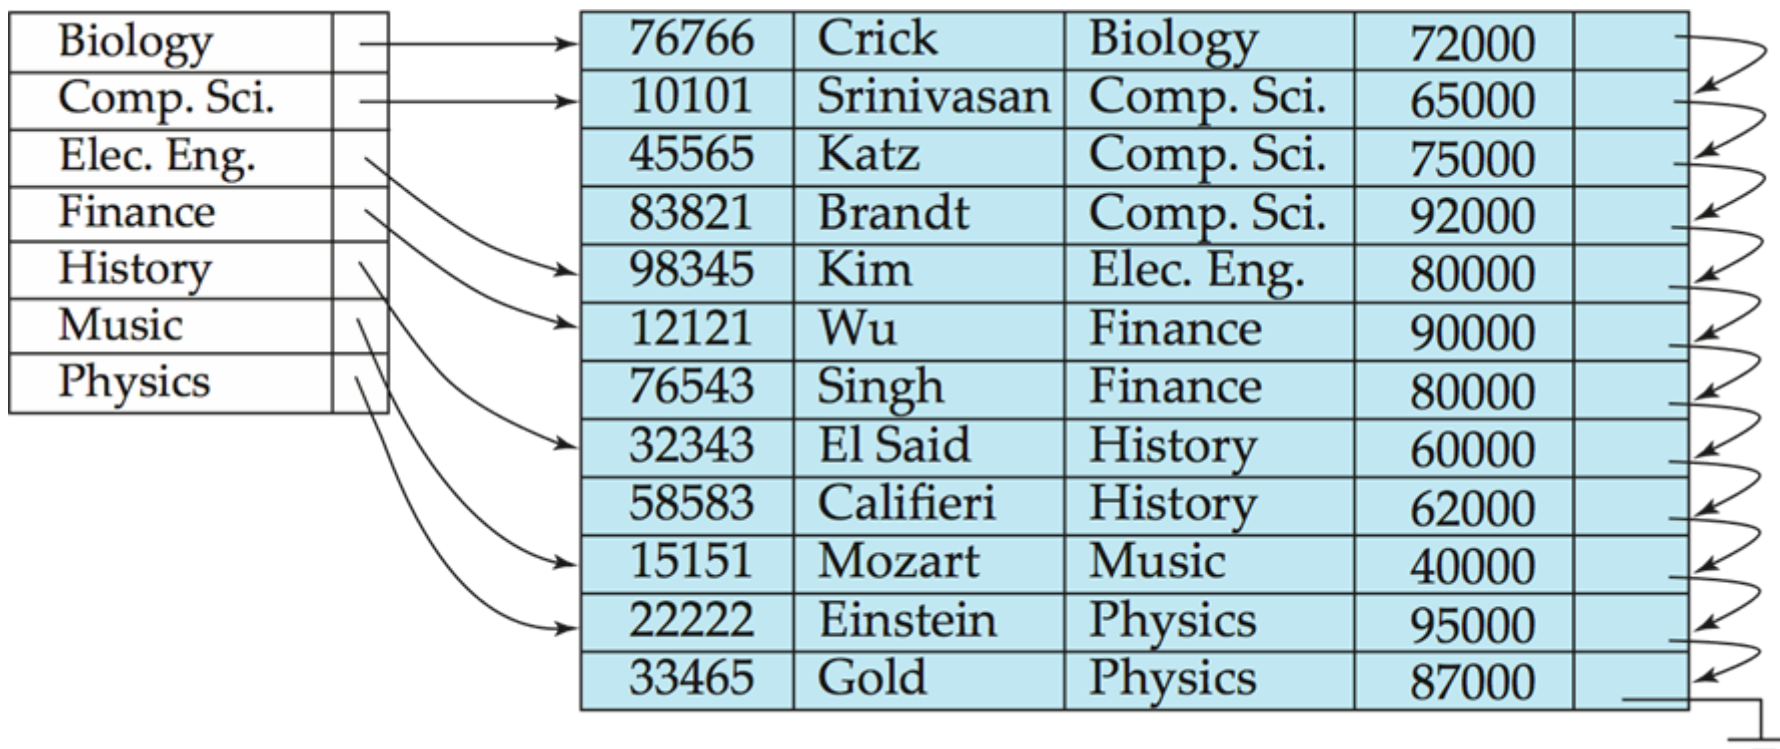 Biology
Comp. Sci.
Elec. Eng.
Finance
History
Music
Physics
76766 Crick Biology 72000
10101 Srinivasan Comp. Sci. 65000
45565 Katz Comp. Sci. 75000
83821 Brandt Comp. Sci. 92000
98345 Kim Elec. Eng. 80000
12121 Wu Finance 90000
76543 Singh Finance 80000
32343 El Said History 60000
58583 Califieri History 62000
15151 Mozart Music 40000
22222 Einstein Physics 95000
33465 Gold Physics 87000